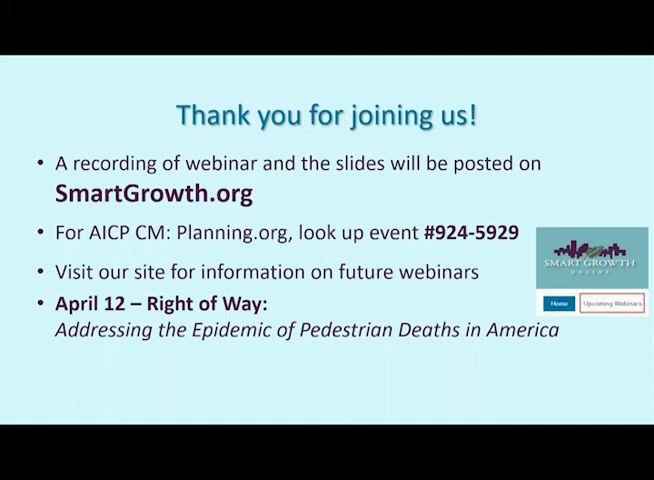 Thank you for joining us!
• A recording of webinar and the slides will be posted on
SmartGrowth.org
• For AICP CM: Planning.org, look up event #924-5929
• Visit our site for information on future webinars
• April 12 – Right of Way:
Addressing the Epidemic of Pedestrian Deaths in America
SMART GROWTH
ONLINE
Home
Upcoming Webinars